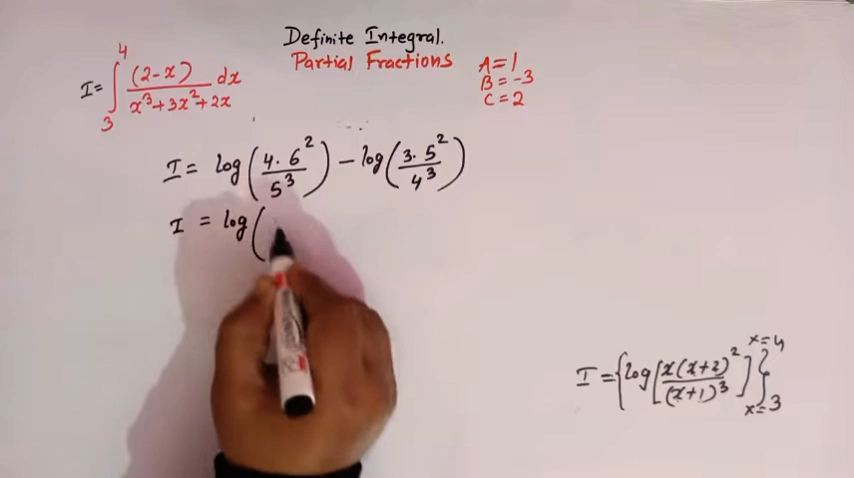 Definite Integral.
Partial Fractions
I = ∫₃⁴ (2-x) / (x³+3x²+2x) dx
A = 1
B = -3
C = 2
I = log(4·6² / 5³) - log(3·5² / 4³)
I = log(
I = {log[x(x+2)² / (x+1)³]} x=4 x=3